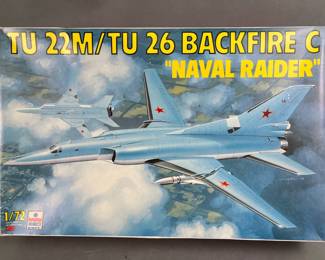 TU 22M/TU 26 BACKFIRE C
"NAVAL RAIDER"
1/72